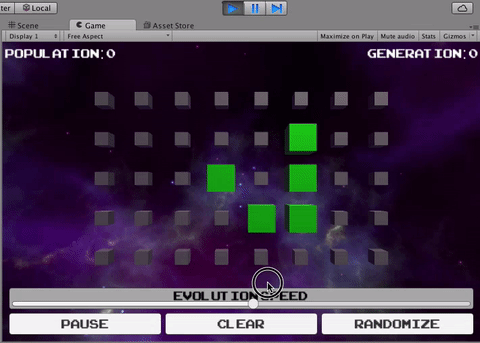 ter Local
Scene Game Asset Store
Display 1 Free Aspect Maximize on Play Mute audio Stats Gizmos
POPULATION:0 GENERATION:0
EVOLUTION SPEED
PAUSE CLEAR RANDOMIZE